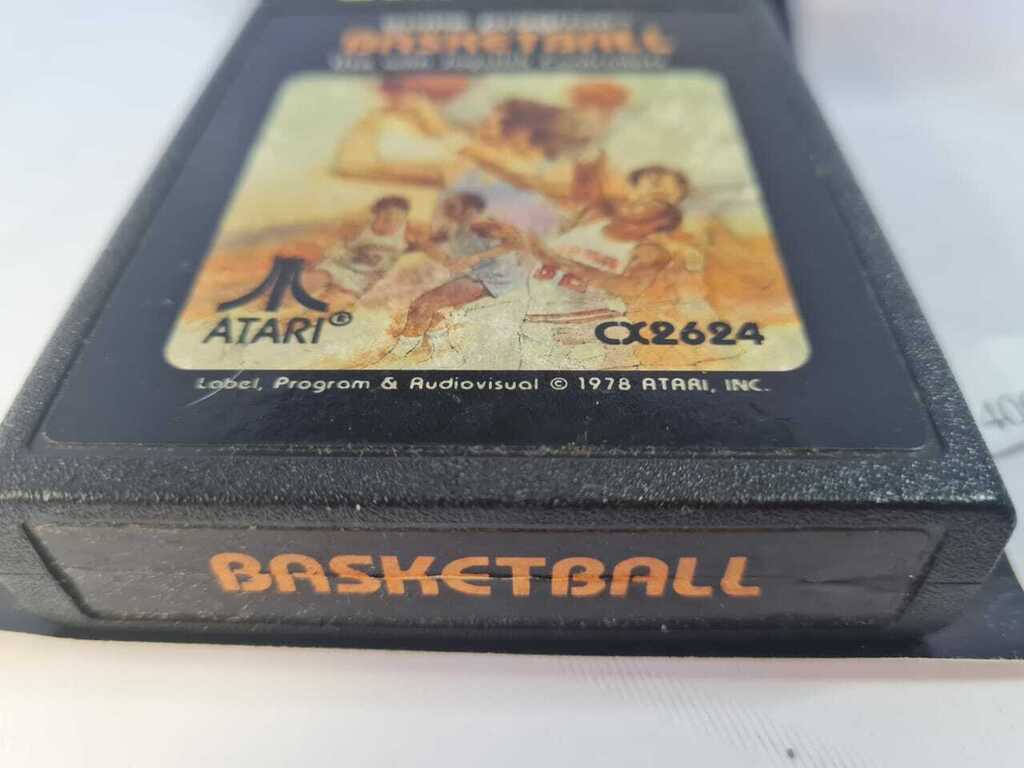 BASKETBALL
ATARI®
CX2624
Label, Program & Audiovisual © 1978 ATARI, INC.
BASKETBALL